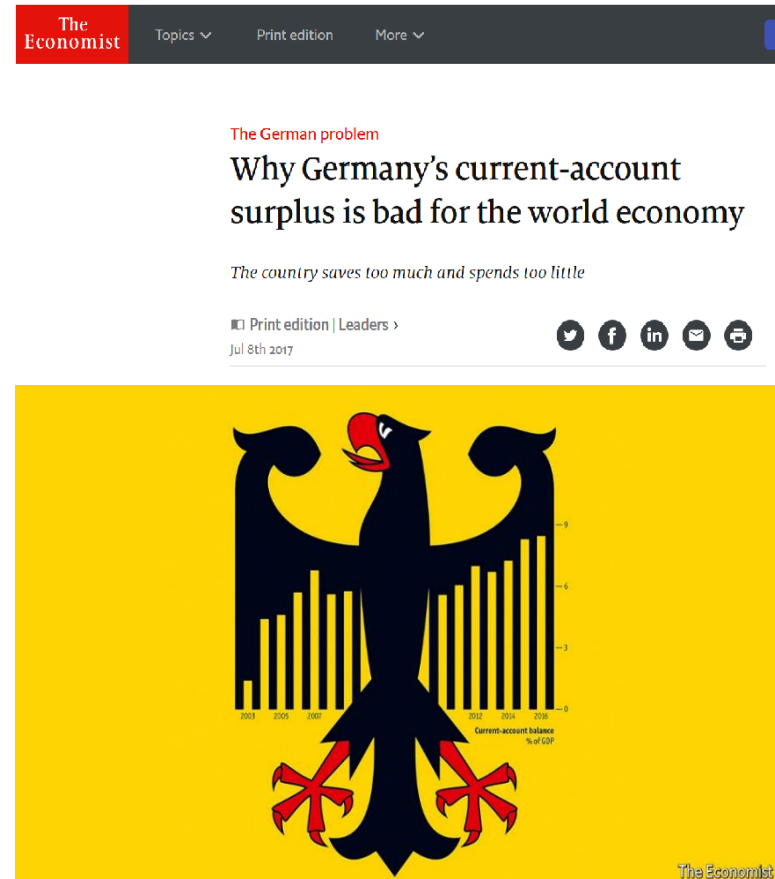 The
Economist
Topics
Print edition
More
The German problem
Why Germany’s current-account
surplus is bad for the world economy
The country saves too much and spends too little
Print edition | Leaders ›
Jul 8th 2017
9
6
3
0
2003 2005 2007 2012 2014 2016
Current-account balance
% of GDP
The Economist